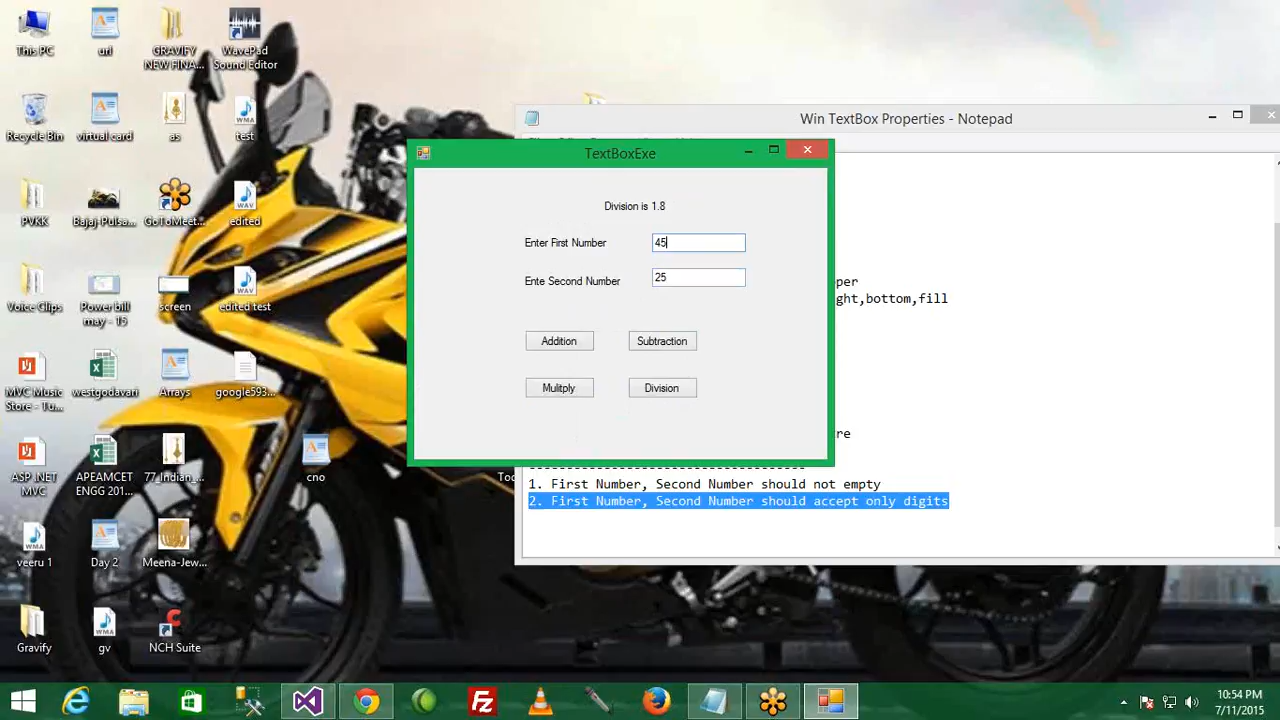 This PC
url
GRAVITY NEW FINA...
WavePad Sound Editor
Recycle Bin
virtual card
as
test
PVKK
Bajaj-Pulsa...
GoToMeet...
edited
Voice Clips
Power bill may - 15
screen
edited test
MVC Music Store - Tu...
westgodavari
Arrays
google593...
ASP .NET MVC
APEAMCET ENGG 201...
77_Indian_...
cno
veeru 1
Day 2
Meena-Jew...
Gravify
gv
NCH Suite
Win TextBox Properties - Notepad
TextBoxExe
Division is 1.8
Enter First Number
45
Ente Second Number
25
Addition
Subtraction
Mulitply
Division
per
ght,bottom,fill
re
-----------------------------------
1. First Number, Second Number should not empty
2. First Number, Second Number should accept only digits
10:54 PM
7/11/2015